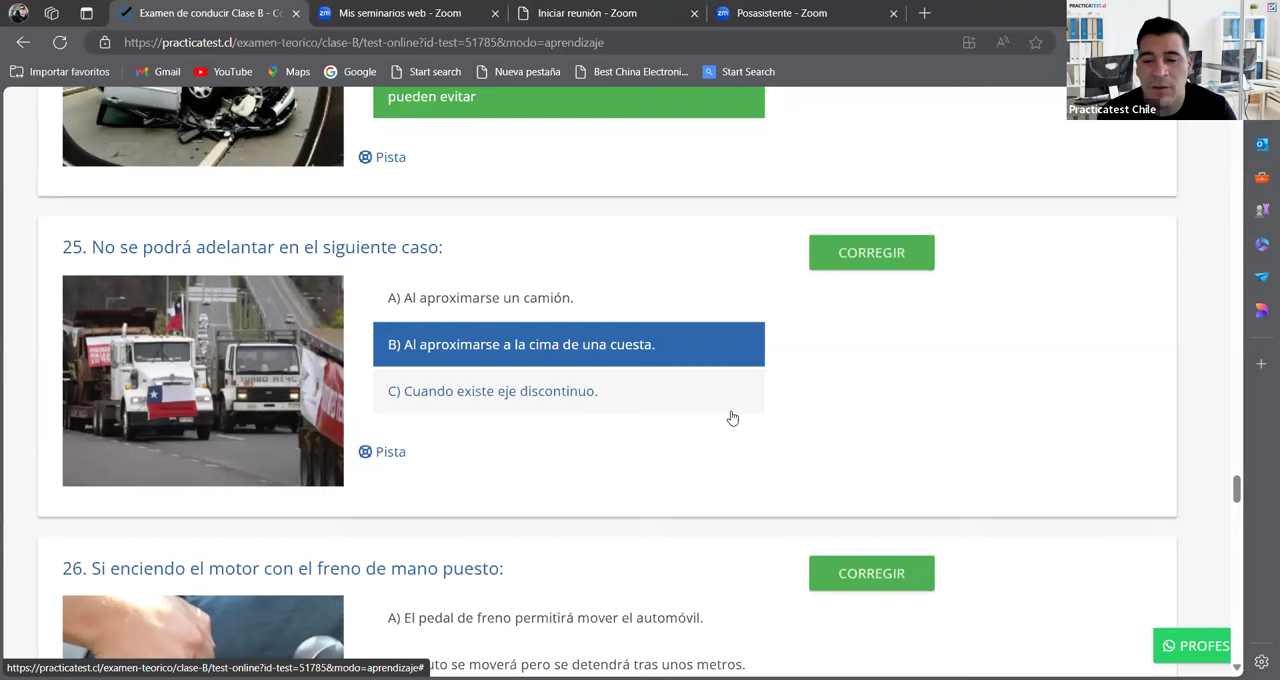 Examen de conducir Clase B - Co
Mis seminarios web - Zoom
Iniciar reunión - Zoom
Posasistente - Zoom
https://practicatest.cl/examen-teorico/clase-B/test-online?id-test=51785&modo=aprendizaje
Importar favoritos
Gmail
YouTube
Maps
Google
Start search
Nueva pestaña
Best China Electroni...
Start Search
PRACTICATEST.cl
Practicatest Chile
pueden evitar
Pista
25. No se podrá adelantar en el siguiente caso:
CORREGIR
A) Al aproximarse un camión.
B) Al aproximarse a la cima de una cuesta.
C) Cuando existe eje discontinuo.
Pista
26. Si enciendo el motor con el freno de mano puesto:
CORREGIR
A) El pedal de freno permitirá mover el automóvil.
uto se moverá pero se detendrá tras unos metros.
PROFES
https://practicatest.cl/examen-teorico/clase-B/test-online?id-test=51785&modo=aprendizaje#